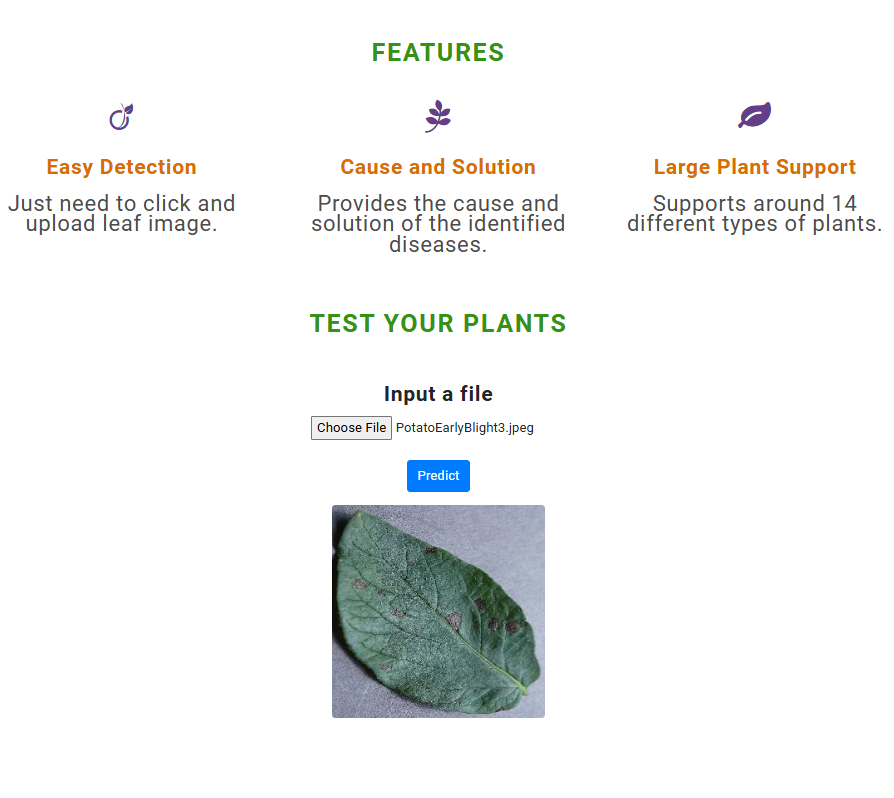 FEATURES
Easy Detection
Just need to click and
upload leaf image.
Cause and Solution
Provides the cause and
solution of the identified
diseases.
Large Plant Support
Supports around 14
different types of plants.
TEST YOUR PLANTS
Input a file
Choose File PotatoEarlyBlight3.jpeg
Predict